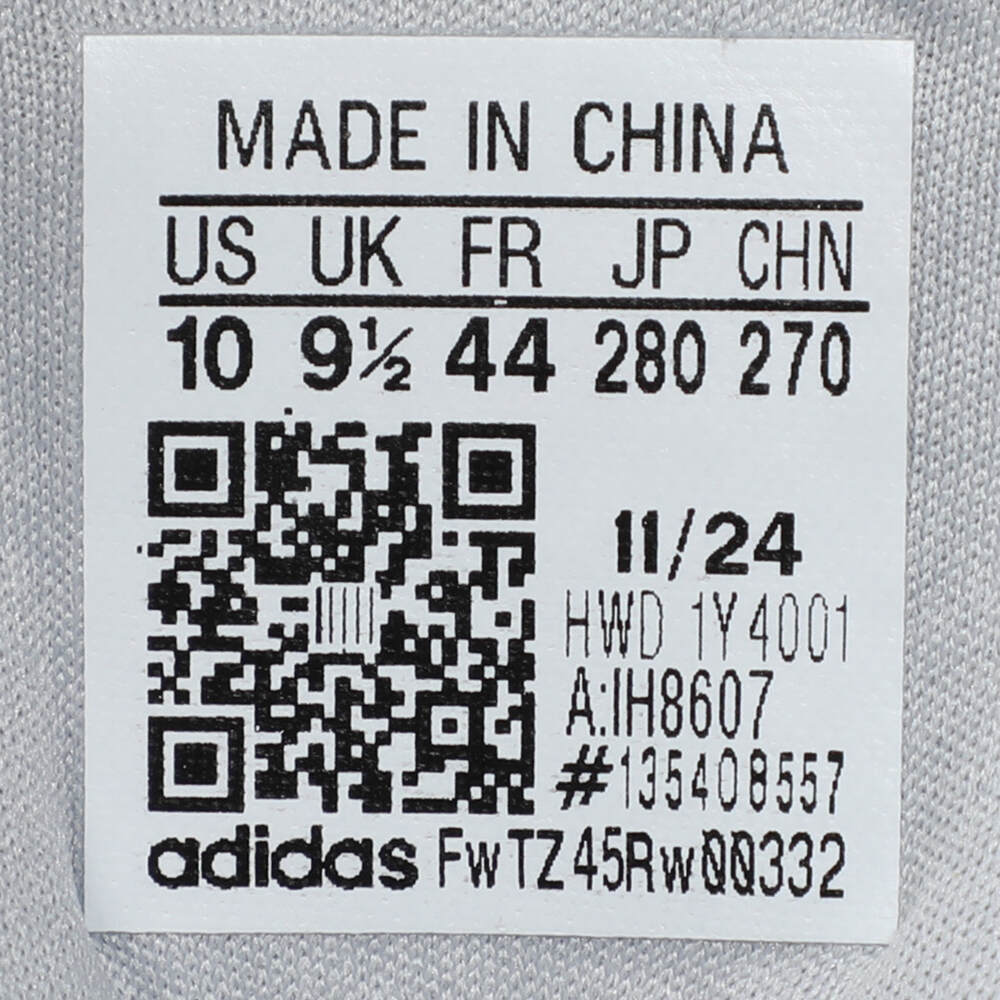 MADE IN CHINA
US UK FR JP CHN
10 9½ 44 280 270
11/24
HWD 1Y4001
A:IH8607
#135408557
adidas FwTZ45Rw00332